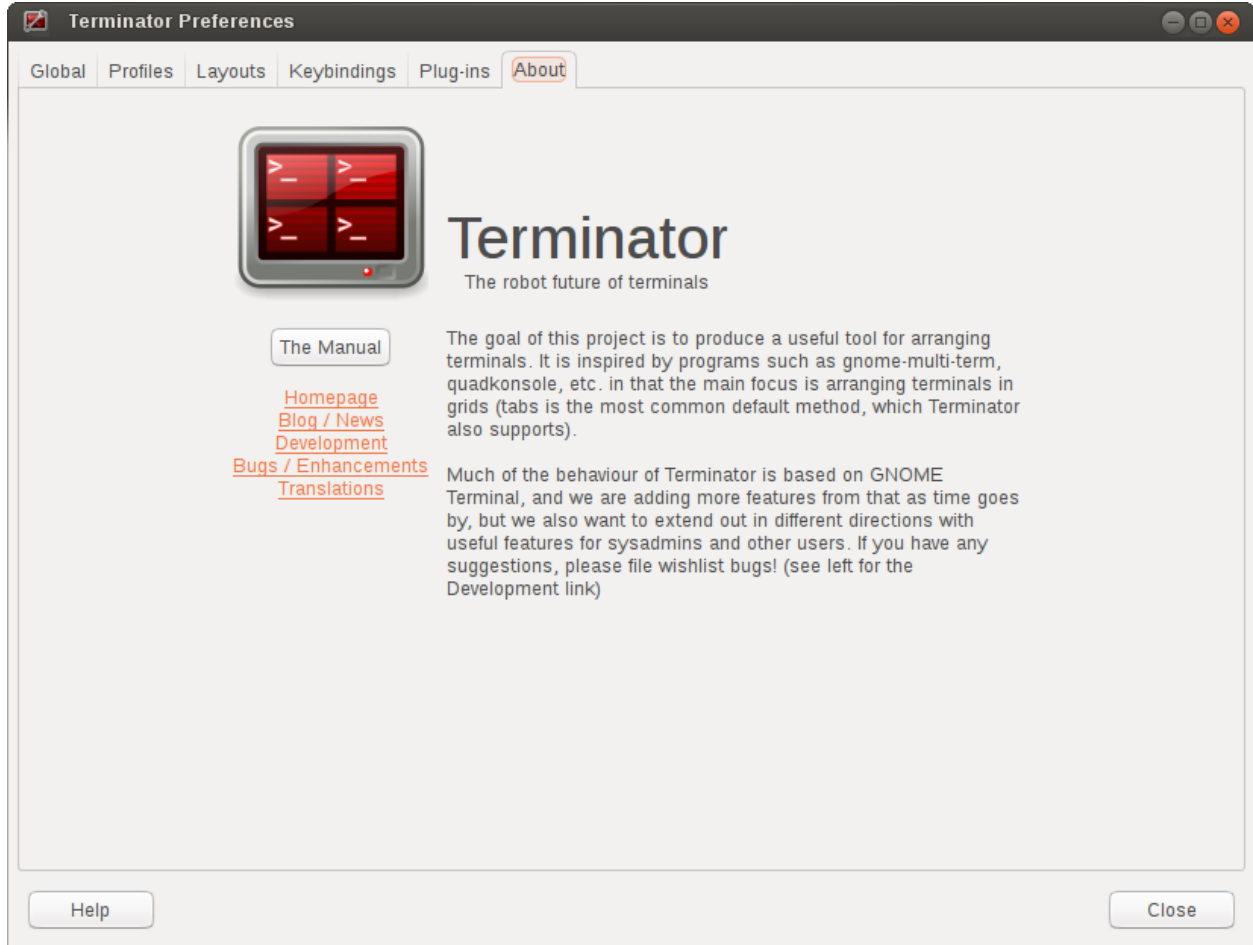 Terminator Preferences
Global Profiles Layouts Keybindings Plug-ins About
>_ >_
>_ >_
Terminator
The robot future of terminals
The Manual
Homepage
Blog / News
Development
Bugs / Enhancements
Translations
The goal of this project is to produce a useful tool for arranging
terminals. It is inspired by programs such as gnome-multi-term,
quadkonsole, etc. in that the main focus is arranging terminals in
grids (tabs is the most common default method, which Terminator
also supports).
Much of the behaviour of Terminator is based on GNOME
Terminal, and we are adding more features from that as time goes
by, but we also want to extend out in different directions with
useful features for sysadmins and other users. If you have any
suggestions, please file wishlist bugs! (see left for the
Development link)
Help
Close